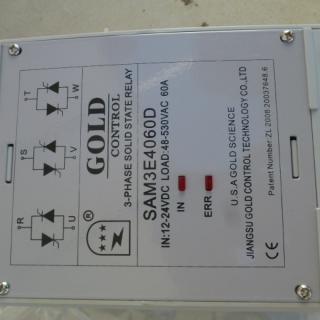 GOLD
CONTROL
3-PHASE SOLID STATE RELAY
SAM3E4060D
IN:12-24VDC LOAD:48-530VAC 60A
IN
ERR
U.S.A GOLD SCIENCE
JIANGSU GOLD CONTROL TECHNOLOGY CO.,LTD
Patent Number: ZL 2008 20037648.6
CE
R
U
S
V
T
W
®